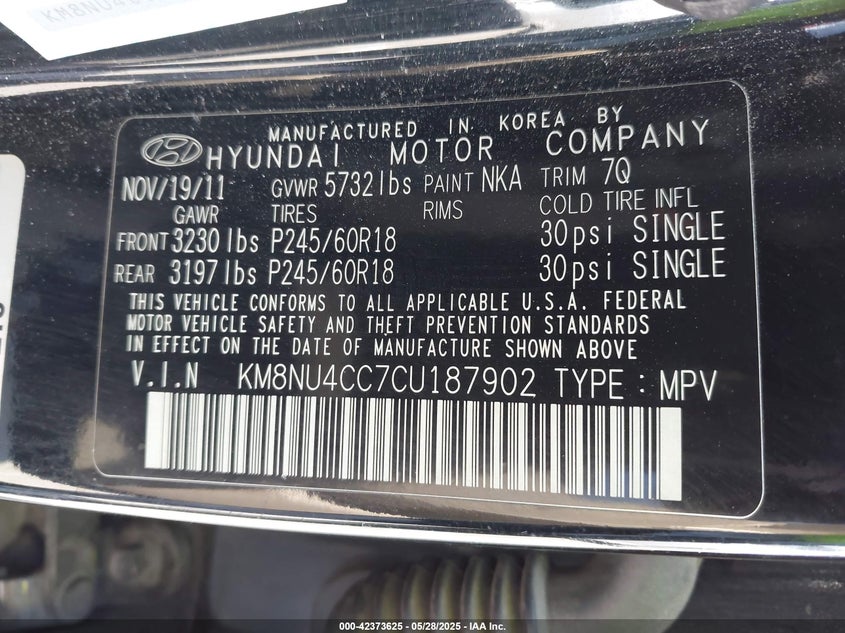 KM8NU4
MANUFACTURED IN KOREA BY
HYUNDAI MOTOR COMPANY
NOV/19/11 GVWR 5732lbs PAINT NKA TRIM 7Q
GAWR TIRES RIMS COLD TIRE INFL
FRONT 3230lbs P245/60R18 30psi SINGLE
REAR 3197lbs P245/60R18 30psi SINGLE
THIS VEHICLE CONFORMS TO ALL APPLICABLE U.S.A. FEDERAL
MOTOR VEHICLE SAFETY AND THEFT PREVENTION STANDARDS
IN EFFECT ON THE DATE OF MANUFACTURE SHOWN ABOVE
V.I.N KM8NU4CC7CU187902 TYPE : MPV
000-42373625 - 05/28/2025 - IAA Inc.